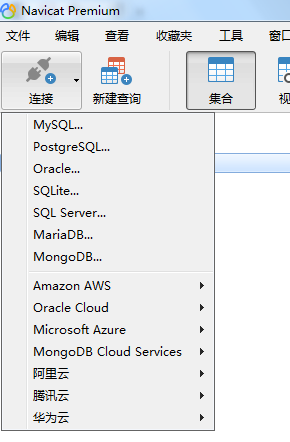 Navicat Premium
文件 编辑 查看 收藏夹 工具 窗口
连接 新建查询 集合
MySQL...
PostgreSQL...
Oracle...
SQLite...
SQL Server...
MariaDB...
MongoDB...
Amazon AWS
Oracle Cloud
Microsoft Azure
MongoDB Cloud Services
阿里云
腾讯云
华为云